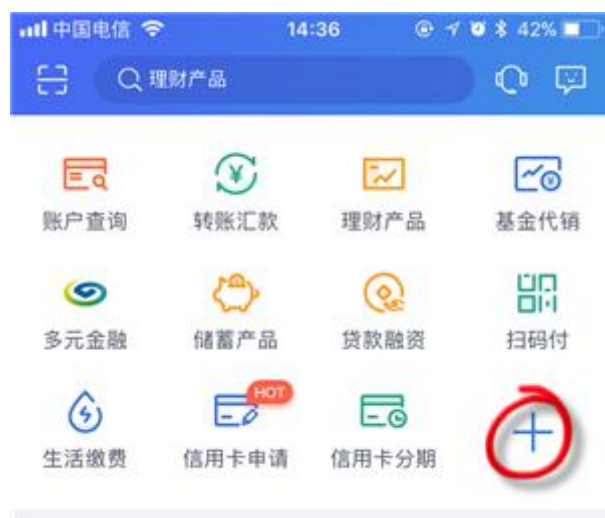 中国电信 14:36 42%
理财产品
账户查询 转账汇款 理财产品 基金代销
多元金融 储蓄产品 贷款融资 扫码付
HOT
生活缴费 信用卡申请 信用卡分期